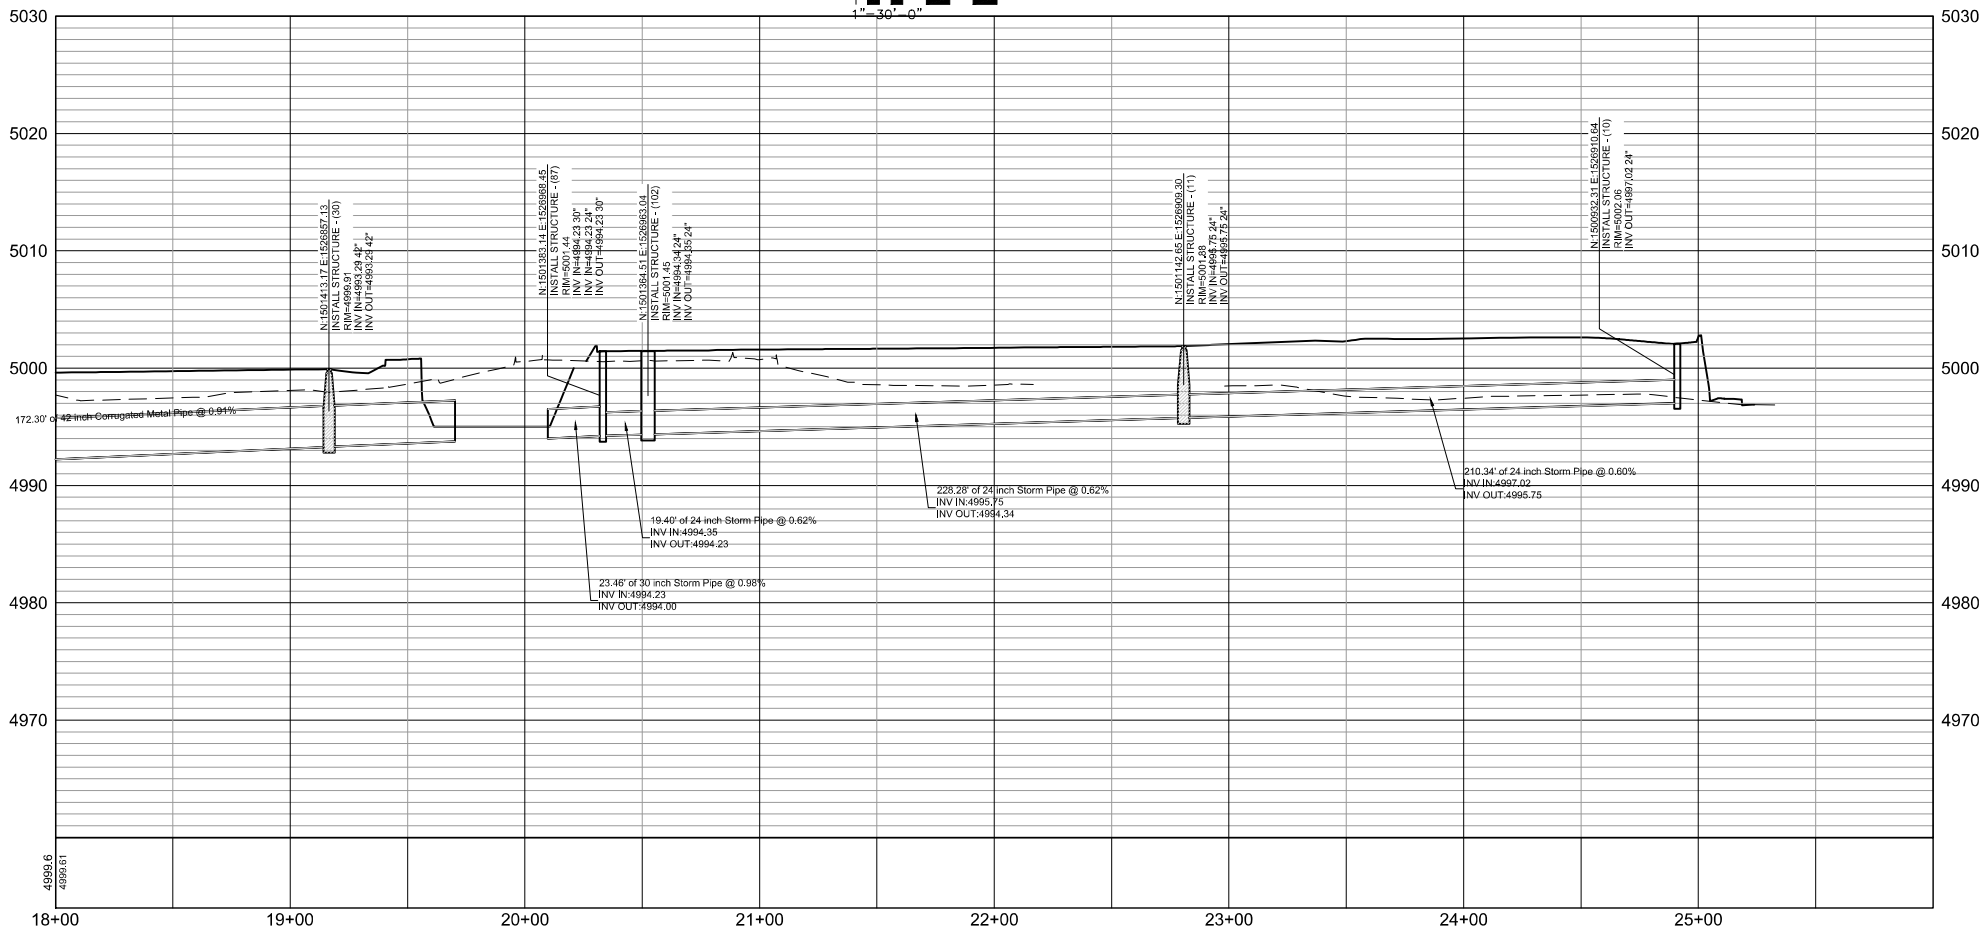 1"=30'-0"
5030
5030
5020
5020
5010
5010
5000
5000
4990
4990
4980
4980
4970
4970
N:1501413.17 E:1526857.13
INSTALL STRUCTURE - (30)
RIM=4999.91
INV IN=4993.29 42"
INV OUT=4993.29 42"
N:1501383.14 E:1526968.45
INSTALL STRUCTURE - (87)
RIM=5001.44
INV IN=4994.23 30"
INV IN=4994.23 24"
INV OUT=4994.23 30"
N:1501364.51 E:1526963.04
INSTALL STRUCTURE - (102)
RIM=5001.45
INV IN=4994.34 24"
INV OUT=4994.35 24"
N:1501142.65 E:1526909.30
INSTALL STRUCTURE - (11)
RIM=5001.88
INV IN=4995.75 24"
INV OUT=4995.75 24"
N:1500932.31 E:1526910.64
INSTALL STRUCTURE - (10)
RIM=5002.06
INV OUT=4997.02 24"
172.30' of 42 inch Corrugated Metal Pipe @ 0.91%
210.34' of 24 inch Storm Pipe @ 0.60%
INV IN:4997.02
INV OUT:4995.75
228.28' of 24 inch Storm Pipe @ 0.62%
INV IN:4995.75
INV OUT:4994.34
19.40' of 24 inch Storm Pipe @ 0.62%
INV IN:4994.35
INV OUT:4994.23
23.46' of 30 inch Storm Pipe @ 0.98%
INV IN:4994.23
INV OUT:4994.00
4999.6
4999.61
18+00
19+00
20+00
21+00
22+00
23+00
24+00
25+00